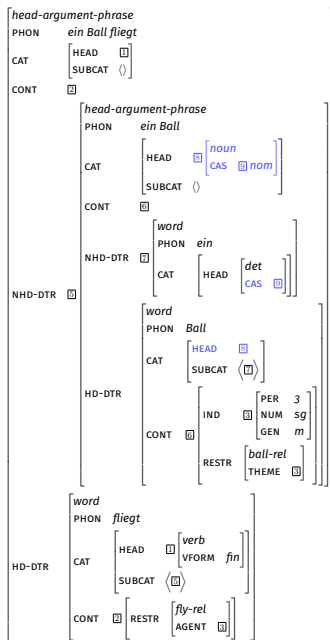 head-argument-phrase
PHON ein Ball fliegt
CAT HEAD 1
SUBCAT ⟨⟩
CONT 2
head-argument-phrase
PHON ein Ball
noun
CAT HEAD 8 CAS 9 nom
SUBCAT ⟨⟩
CONT 6
word
PHON ein
NHD-DTR 7
det
CAT HEAD CAS 9
NHD-DTR 5
word
PHON Ball
CAT HEAD 8
SUBCAT ⟨7⟩
HD-DTR
PER 3
IND 3 NUM sg
GEN m
CONT 6
ball-rel
RESTR THEME 3
word
PHON fliegt
verb
HEAD 1 VFORM fin
CAT
SUBCAT ⟨5⟩
HD-DTR
fly-rel
CONT 2 RESTR AGENT 3